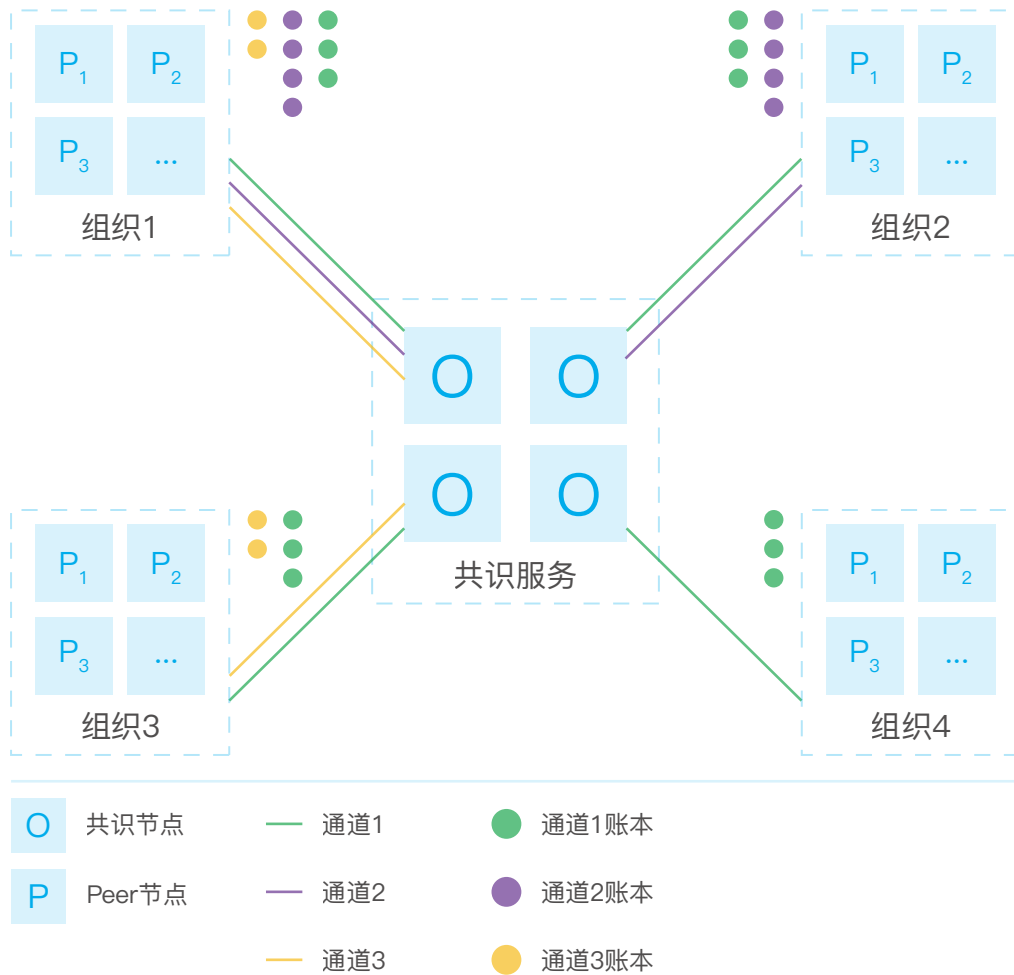 P1 P2
P3 ...
组织1
P1 P2
P3 ...
组织2
O O
O O
共识服务
P1 P2
P3 ...
组织3
P1 P2
P3 ...
组织4
O 共识节点 通道1 通道1账本
P Peer节点 通道2 通道2账本
通道3 通道3账本